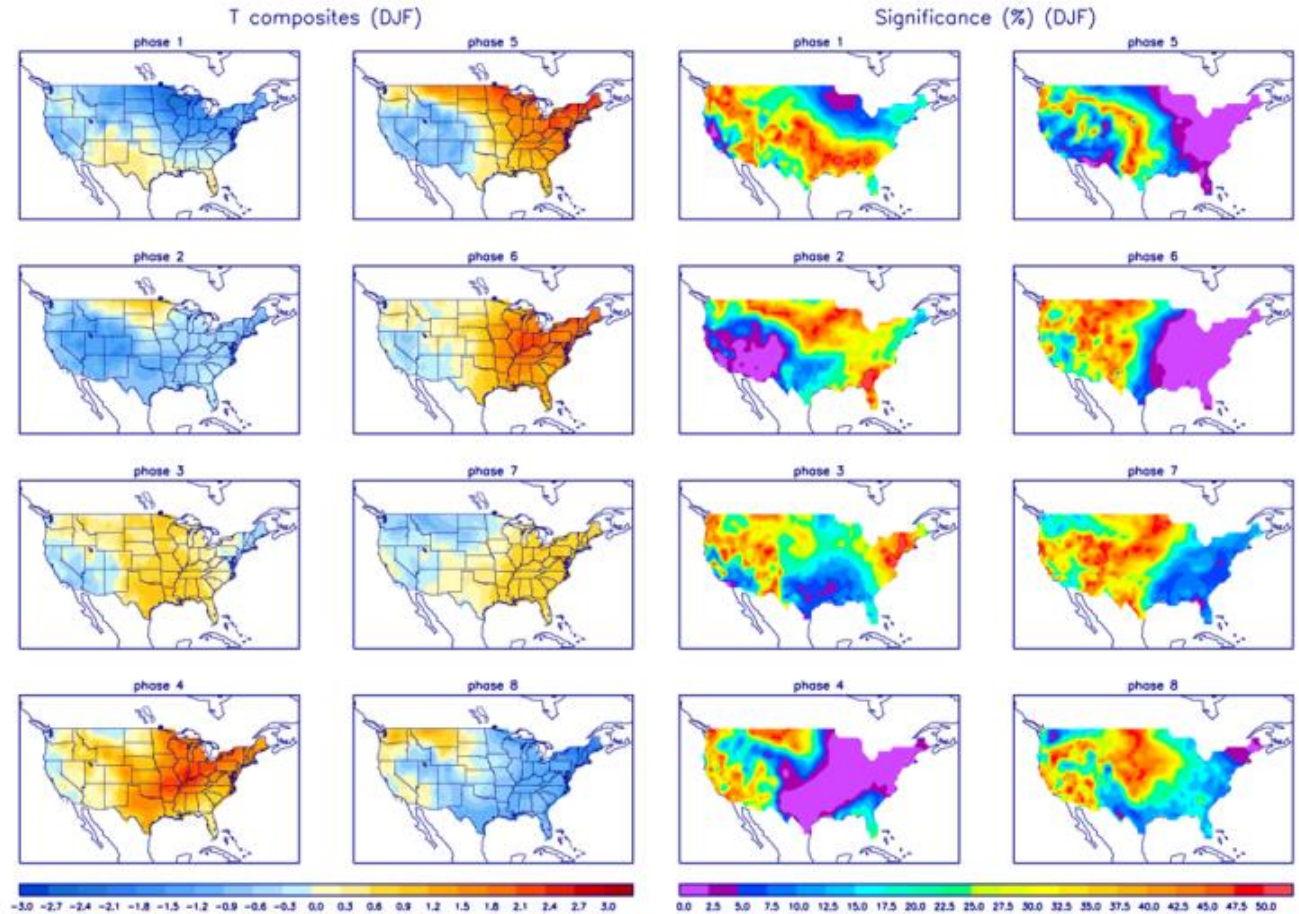 T composites (DJF)
Significance (%) (DJF)
phase 1
phase 5
phase 1
phase 5
phase 2
phase 6
phase 2
phase 6
phase 3
phase 7
phase 3
phase 7
phase 4
phase 8
phase 4
phase 8
-3.0 -2.7 -2.4 -2.1 -1.8 -1.5 -1.2 -0.9 -0.6 -0.3 0.0 0.3 0.6 0.9 1.2 1.5 1.8 2.1 2.4 2.7 3.0
0.0 2.5 5.0 7.5 10.0 12.5 15.0 17.5 20.0 22.5 25.0 27.5 30.0 32.5 35.0 37.5 40.0 42.5 45.0 47.5 50.0